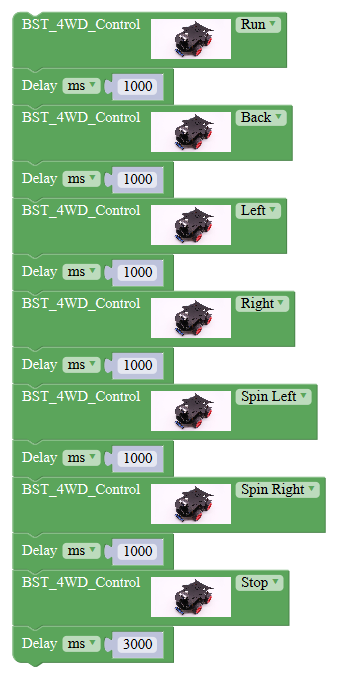 BST_4WD_Control Run
Delay ms 1000
BST_4WD_Control Back
Delay ms 1000
BST_4WD_Control Left
Delay ms 1000
BST_4WD_Control Right
Delay ms 1000
BST_4WD_Control Spin Left
Delay ms 1000
BST_4WD_Control Spin Right
Delay ms 1000
BST_4WD_Control Stop
Delay ms 3000